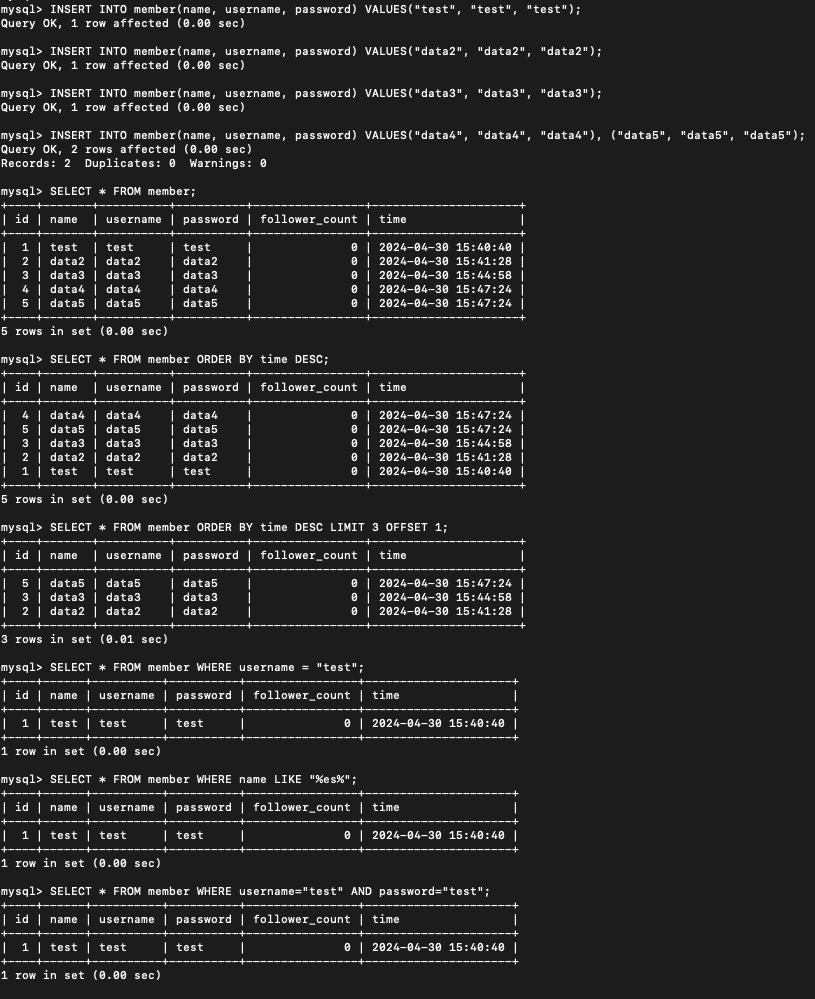 mysql> INSERT INTO member(name, username, password) VALUES("test", "test", "test");
Query OK, 1 row affected (0.00 sec)

mysql> INSERT INTO member(name, username, password) VALUES("data2", "data2", "data2");
Query OK, 1 row affected (0.00 sec)

mysql> INSERT INTO member(name, username, password) VALUES("data3", "data3", "data3");
Query OK, 1 row affected (0.00 sec)

mysql> INSERT INTO member(name, username, password) VALUES("data4", "data4", "data4"), ("data5", "data5", "data5");
Query OK, 2 rows affected (0.00 sec)
Records: 2  Duplicates: 0  Warnings: 0

mysql> SELECT * FROM member;
+----+-------+----------+----------+----------------+---------------------+
| id | name  | username | password | follower_count | time                |
+----+-------+----------+----------+----------------+---------------------+
|  1 | test  | test     | test     |              0 | 2024-04-30 15:40:40 |
|  2 | data2 | data2    | data2    |              0 | 2024-04-30 15:41:28 |
|  3 | data3 | data3    | data3    |              0 | 2024-04-30 15:44:58 |
|  4 | data4 | data4    | data4    |              0 | 2024-04-30 15:47:24 |
|  5 | data5 | data5    | data5    |              0 | 2024-04-30 15:47:24 |
+----+-------+----------+----------+----------------+---------------------+
5 rows in set (0.00 sec)

mysql> SELECT * FROM member ORDER BY time DESC;
+----+-------+----------+----------+----------------+---------------------+
| id | name  | username | password | follower_count | time                |
+----+-------+----------+----------+----------------+---------------------+
|  4 | data4 | data4    | data4    |              0 | 2024-04-30 15:47:24 |
|  5 | data5 | data5    | data5    |              0 | 2024-04-30 15:47:24 |
|  3 | data3 | data3    | data3    |              0 | 2024-04-30 15:44:58 |
|  2 | data2 | data2    | data2    |              0 | 2024-04-30 15:41:28 |
|  1 | test  | test     | test     |              0 | 2024-04-30 15:40:40 |
+----+-------+----------+----------+----------------+---------------------+
5 rows in set (0.00 sec)

mysql> SELECT * FROM member ORDER BY time DESC LIMIT 3 OFFSET 1;
+----+-------+----------+----------+----------------+---------------------+
| id | name  | username | password | follower_count | time                |
+----+-------+----------+----------+----------------+---------------------+
|  5 | data5 | data5    | data5    |              0 | 2024-04-30 15:47:24 |
|  3 | data3 | data3    | data3    |              0 | 2024-04-30 15:44:58 |
|  2 | data2 | data2    | data2    |              0 | 2024-04-30 15:41:28 |
+----+-------+----------+----------+----------------+---------------------+
3 rows in set (0.01 sec)

mysql> SELECT * FROM member WHERE username = "test";
+----+------+----------+----------+----------------+---------------------+
| id | name | username | password | follower_count | time                |
+----+------+----------+----------+----------------+---------------------+
|  1 | test | test     | test     |              0 | 2024-04-30 15:40:40 |
+----+------+----------+----------+----------------+---------------------+
1 row in set (0.00 sec)

mysql> SELECT * FROM member WHERE name LIKE "%es%";
+----+------+----------+----------+----------------+---------------------+
| id | name | username | password | follower_count | time                |
+----+------+----------+----------+----------------+---------------------+
|  1 | test | test     | test     |              0 | 2024-04-30 15:40:40 |
+----+------+----------+----------+----------------+---------------------+
1 row in set (0.00 sec)

mysql> SELECT * FROM member WHERE username="test" AND password="test";
+----+------+----------+----------+----------------+---------------------+
| id | name | username | password | follower_count | time                |
+----+------+----------+----------+----------------+---------------------+
|  1 | test | test     | test     |              0 | 2024-04-30 15:40:40 |
+----+------+----------+----------+----------------+---------------------+
1 row in set (0.00 sec)